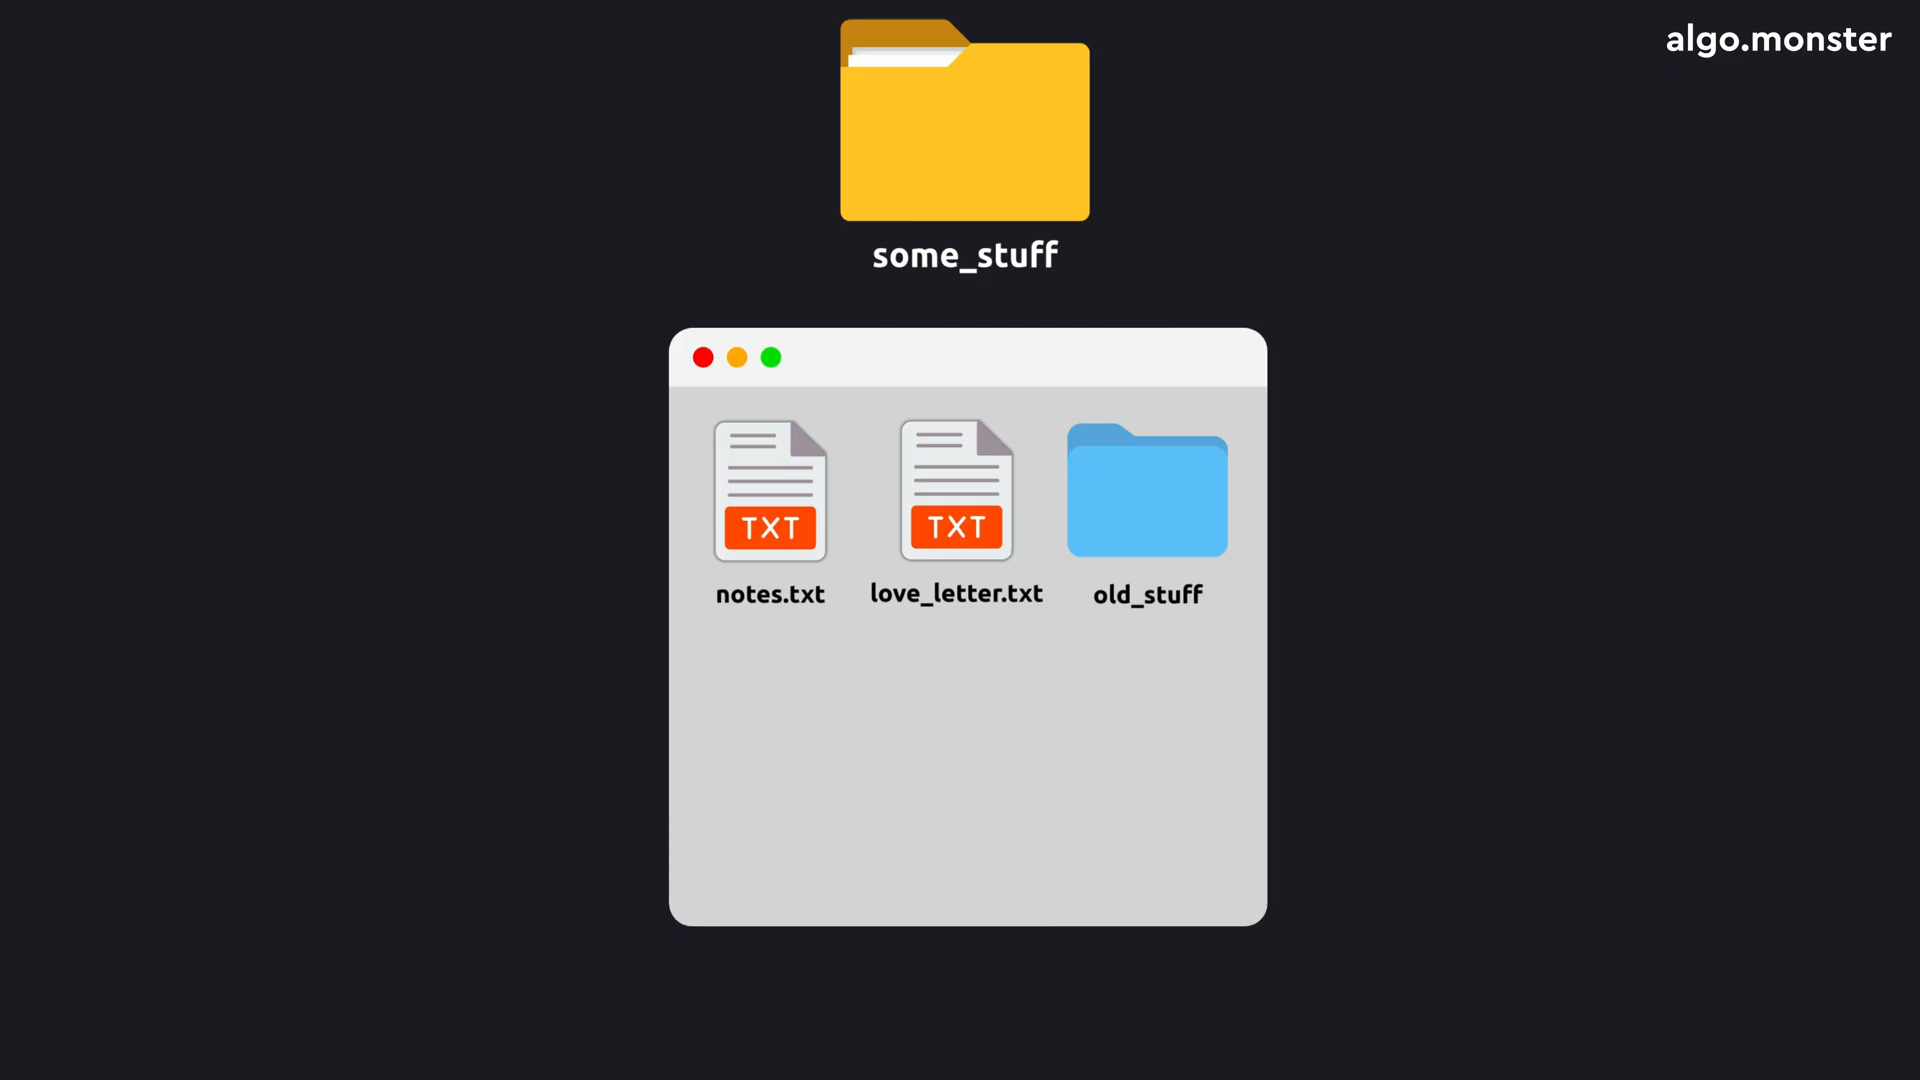 algo.monster
some_stuff
TXT
TXT
notes.txt
love_letter.txt
old_stuff